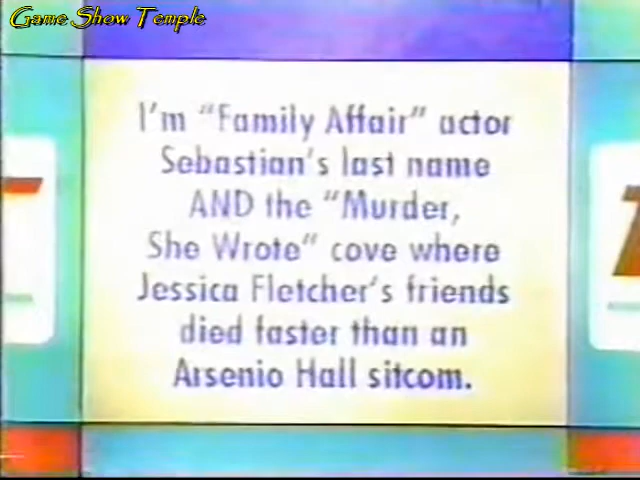 Game Show Temple
I'm "Family Affair" actor
Sebastian's last name
AND the "Murder,
She Wrote" cove where
Jessica Fletcher's friends
died faster than an
Arsenio Hall sitcom.